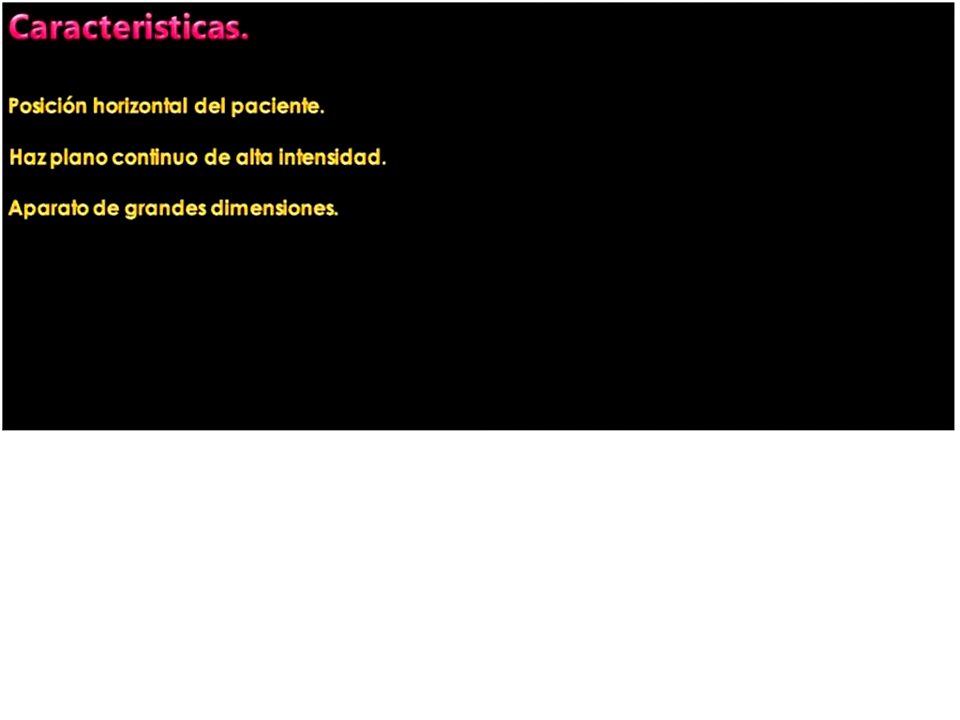 Caracteristicas.
Posición horizontal del paciente.
Haz plano continuo de alta intensidad.
Aparato de grandes dimensiones.